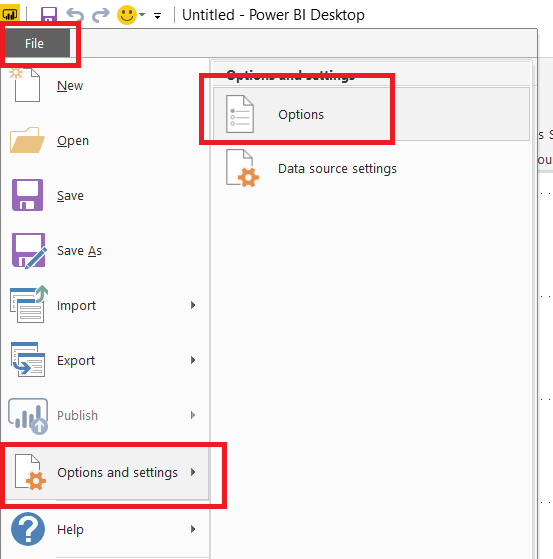 Untitled - Power BI Desktop
File
New
Open
Save
Save As
Import
Export
Publish
Options and settings
Help
Options and settings
Options
Data source settings
s S
ou